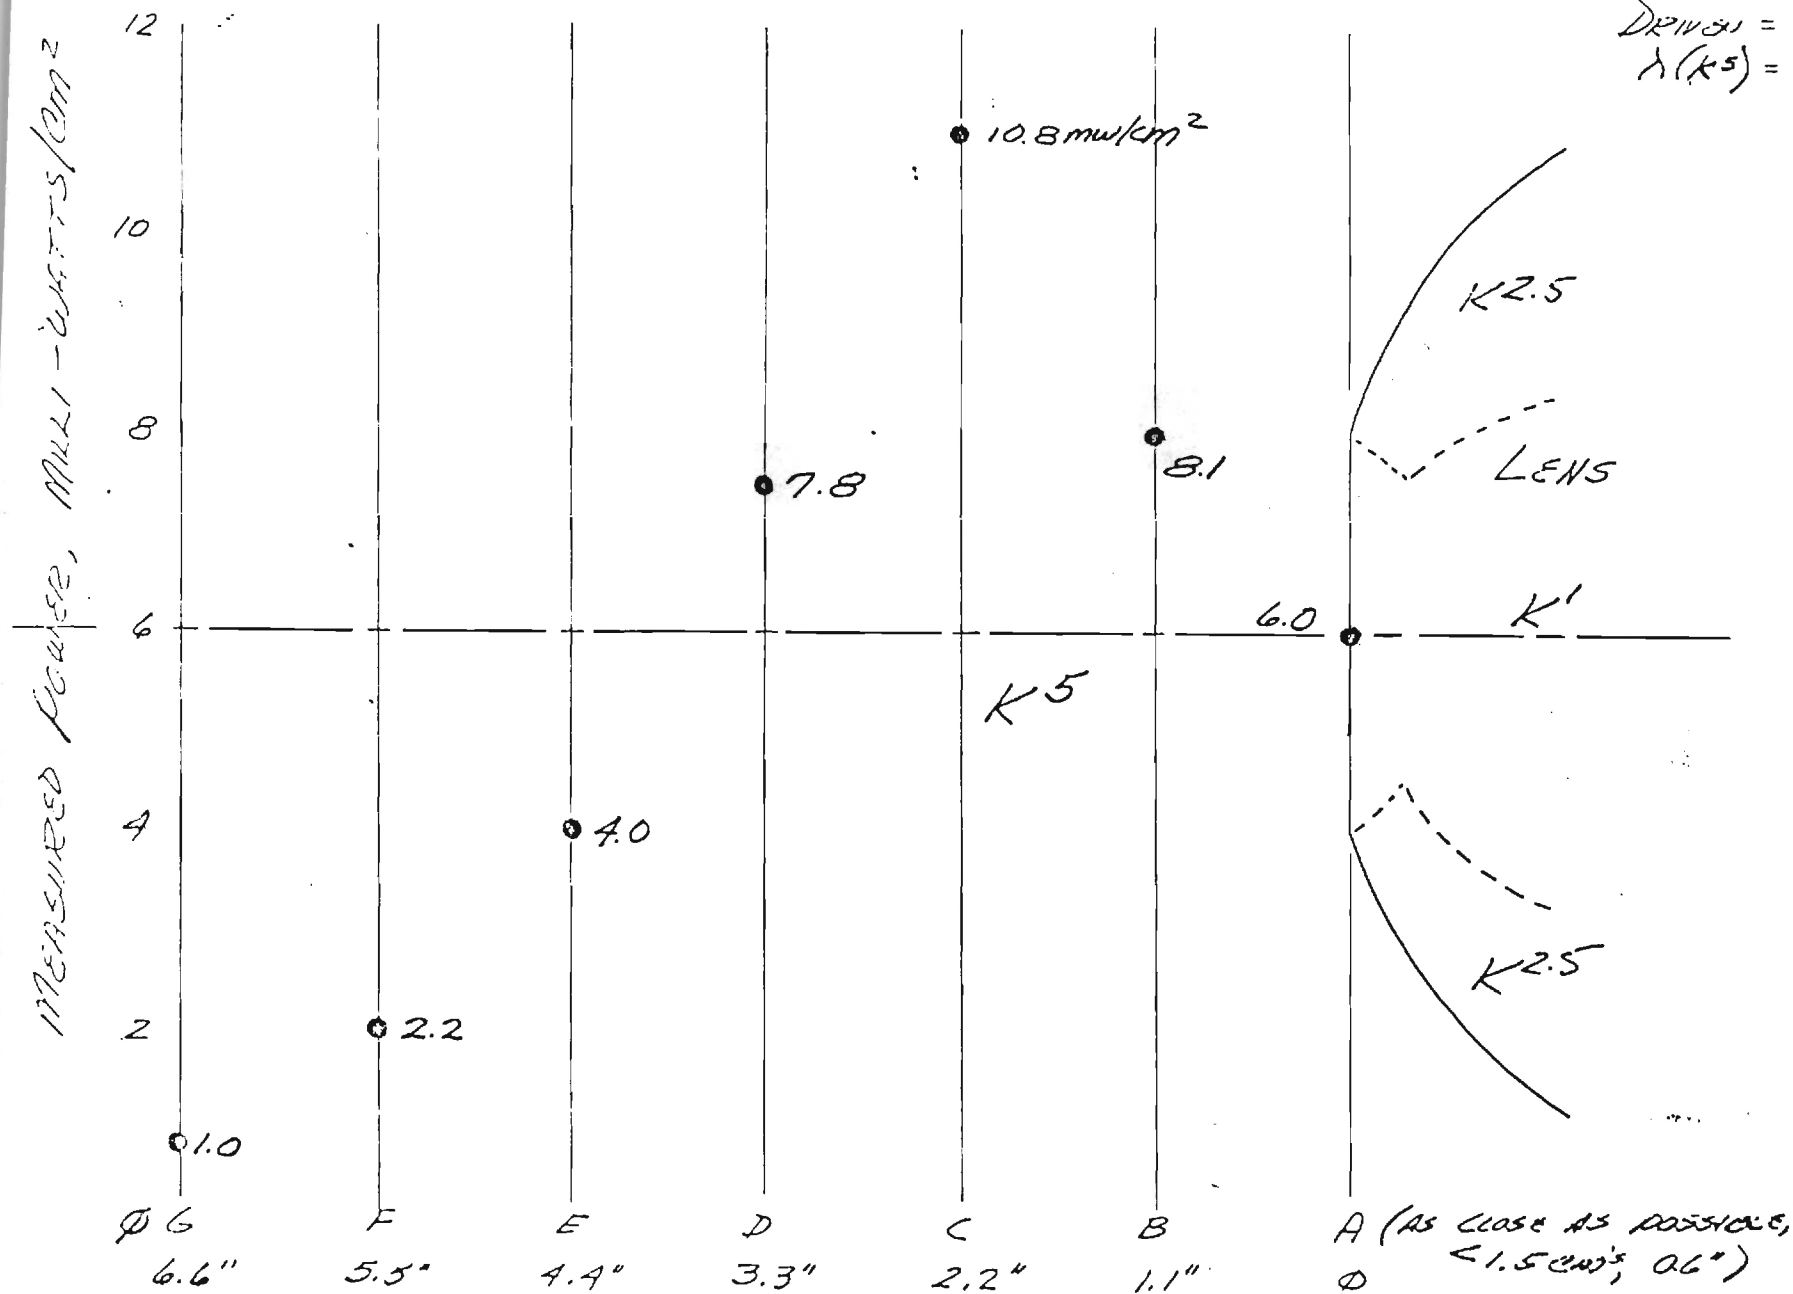 DRIVEN =
λ(K⁵) =
MEASURED POWER, MILLI-WATTS/CM²
12
10
8
6
4
2
Ø
10.8 mw/cm²
8.1
7.8
6.0
4.0
2.2
1.0
K2.5
LENS
K'
K⁵
K2.5
G F E D C B A (AS CLOSE AS POSSIBLE,
<1.5 CM'S, 0.6")
6.6" 5.5" 4.4" 3.3" 2.2" 1.1" Ø